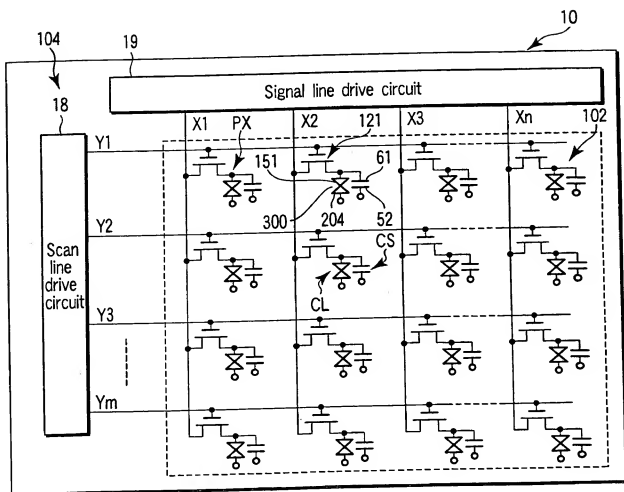 10
104
19
Signal line drive circuit
18
X1
PX
X2
121
X3
Xn
102
Y1
151
61
300
204
52
Y2
CS
Scan line drive circuit
CL
Y3
Ym